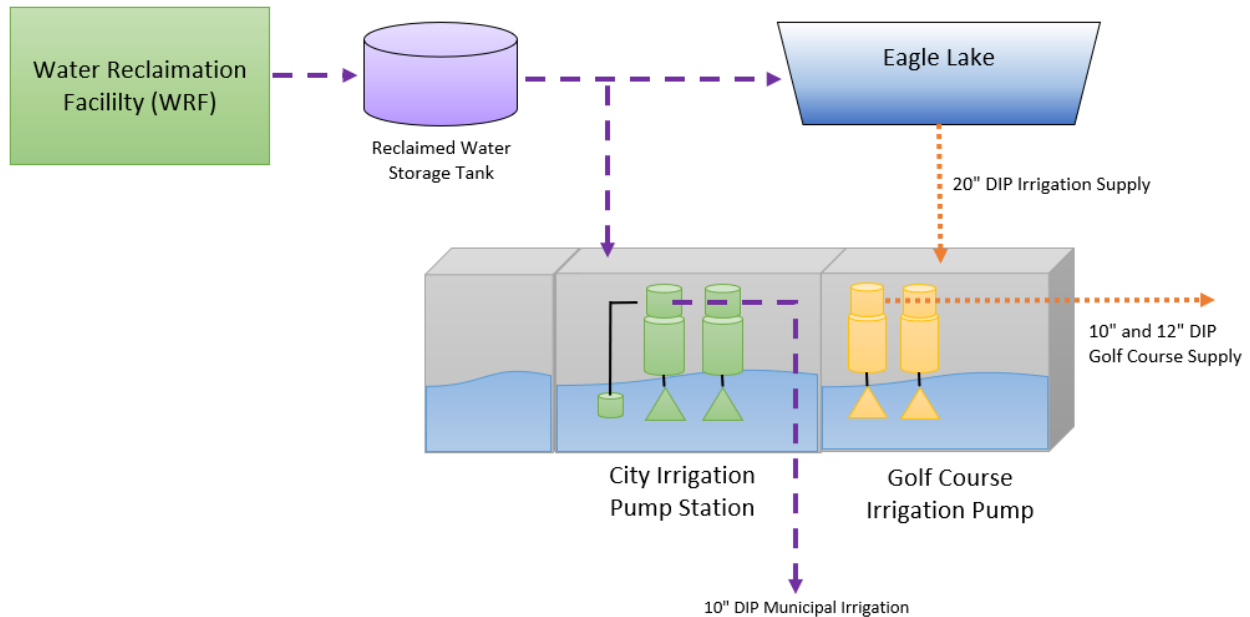 Water Reclaimation
Facililty (WRF)
Reclaimed Water
Storage Tank
Eagle Lake
20" DIP Irrigation Supply
10" and 12" DIP
Golf Course Supply
City Irrigation
Pump Station
Golf Course
Irrigation Pump
10" DIP Municipal Irrigation